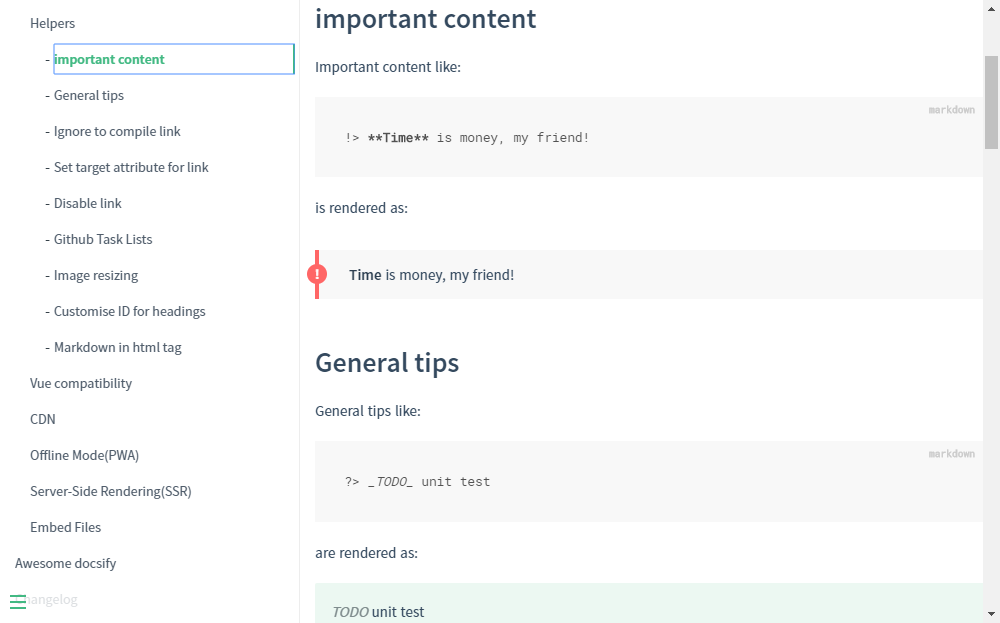 Helpers
- important content
- General tips
- Ignore to compile link
- Set target attribute for link
- Disable link
- Github Task Lists
- Image resizing
- Customise ID for headings
- Markdown in html tag
Vue compatibility
CDN
Offline Mode(PWA)
Server-Side Rendering(SSR)
Embed Files
Awesome docsify
Changelog
important content
Important content like:
markdown
!> **Time** is money, my friend!
is rendered as:
! Time is money, my friend!
General tips
General tips like:
markdown
?> _TODO_ unit test
are rendered as:
TODO unit test